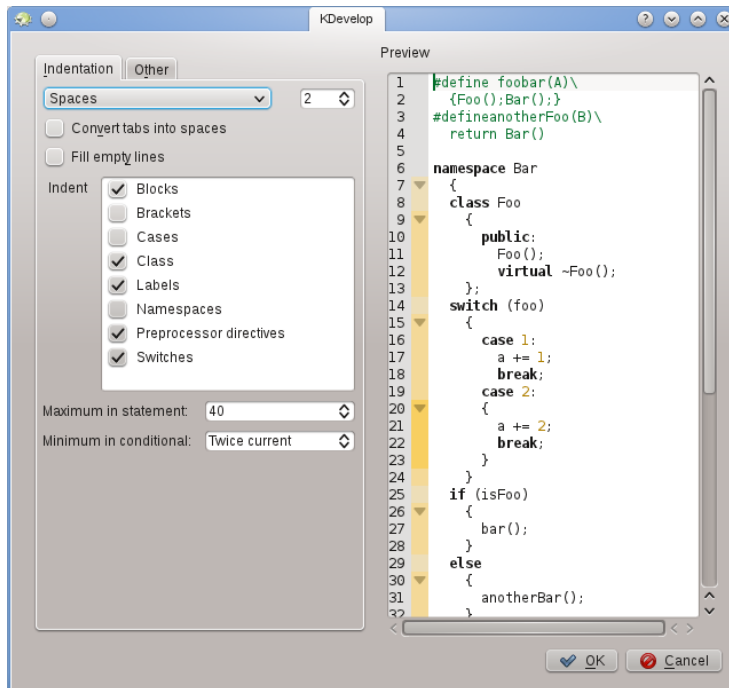 KDevelop
Indentation
Other
Preview
Spaces
2
Convert tabs into spaces
Fill empty lines
Indent
Blocks
Brackets
Cases
Class
Labels
Namespaces
Preprocessor directives
Switches
Maximum in statement:
40
Minimum in conditional:
Twice current
1 #define foobar(A)\
2   {Foo();Bar();}
3 #defineanotherFoo(B)\
4   return Bar()
5
6 namespace Bar
7   {
8   class Foo
9     {
10       public:
11         Foo();
12         virtual ~Foo();
13     };
14   switch (foo)
15     {
16       case 1:
17         a += 1;
18         break;
19       case 2:
20       {
21         a += 2;
22         break;
23       }
24     }
25   if (isFoo)
26     {
27       bar();
28     }
29   else
30     {
31       anotherBar();
32     }
OK
Cancel